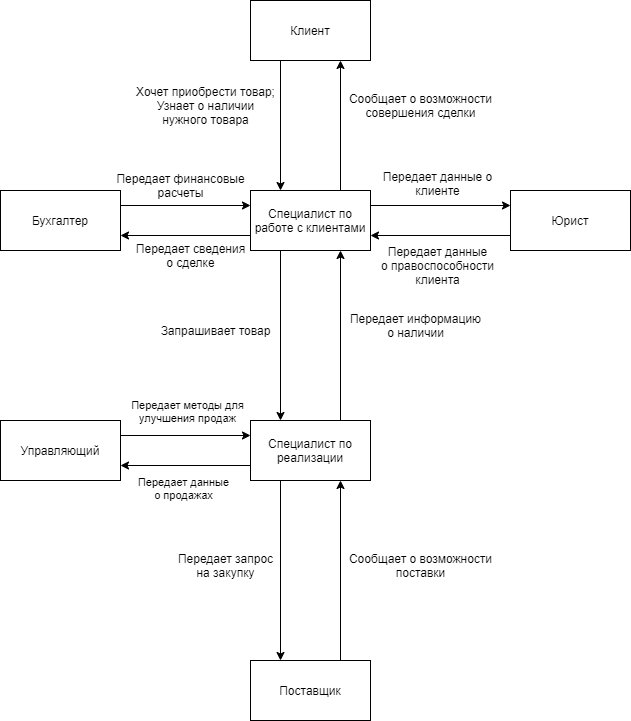 Клиент
Хочет приобрести товар;
Узнает о наличии
нужного товара
Сообщает о возможности
совершения сделки
Передает финансовые
расчеты
Передает данные о
клиенте
Бухгалтер
Специалист по
работе с клиентами
Юрист
Передает сведения
о сделке
Передает данные
о правоспособности
клиента
Запрашивает товар
Передает информацию
о наличии
Передает методы для
улучшения продаж
Управляющий
Специалист по
реализации
Передает данные
о продажах
Передает запрос
на закупку
Сообщает о возможности
поставки
Поставщик